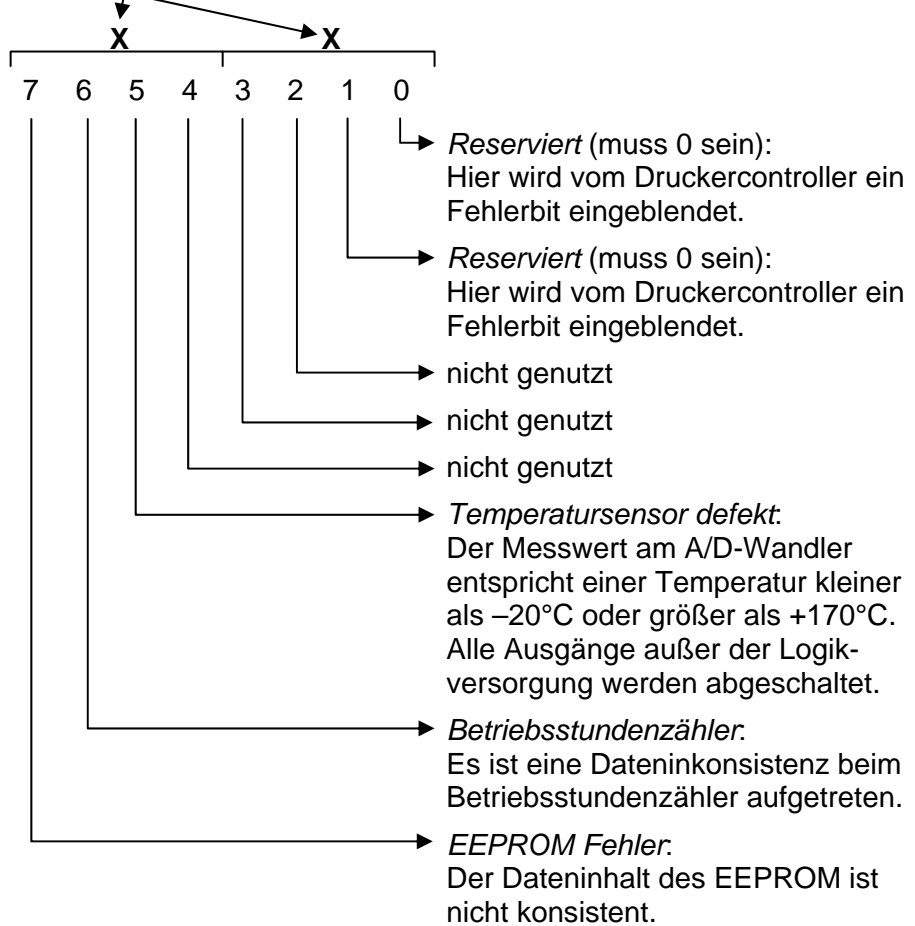 X X
7 6 5 4 3 2 1 0
Reserviert (muss 0 sein):
Hier wird vom Druckercontroller ein
Fehlerbit eingeblendet.
Reserviert (muss 0 sein):
Hier wird vom Druckercontroller ein
Fehlerbit eingeblendet.
nicht genutzt
nicht genutzt
nicht genutzt
Temperatursensor defekt:
Der Messwert am A/D-Wandler
entspricht einer Temperatur kleiner
als –20°C oder größer als +170°C.
Alle Ausgänge außer der Logik-
versorgung werden abgeschaltet.
Betriebsstundenzähler:
Es ist eine Dateninkonsistenz beim
Betriebsstundenzähler aufgetreten.
EEPROM Fehler:
Der Dateninhalt des EEPROM ist
nicht konsistent.